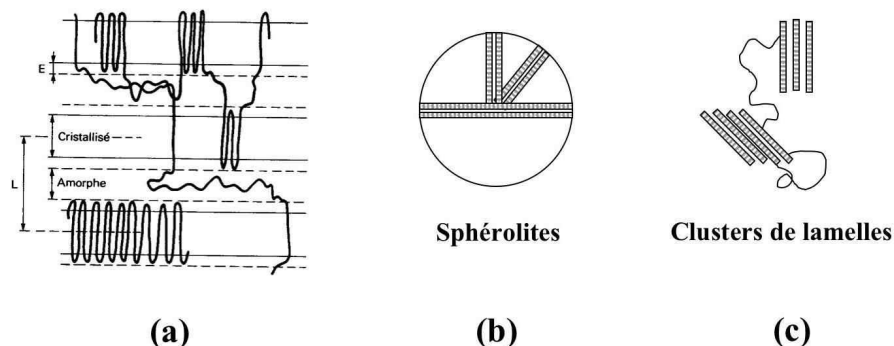 E
Cristallisé
L
Amorphe
Sphérolites
Clusters de lamelles
(a)
(b)
(c)